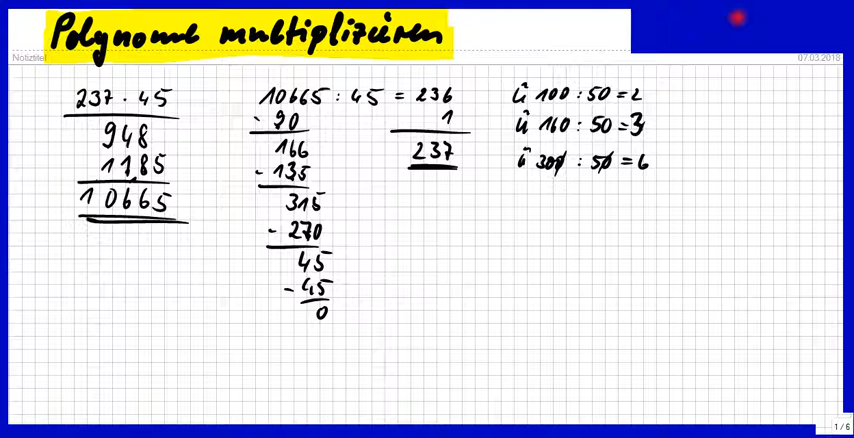 Polynome multiplizieren
Notiztitel
07.03.2018
237 · 45
948
1185
10665
10665 : 45 = 236
- 90
1
166
237
- 135
315
- 270
45
- 45
0
Ü 100 : 50 = 2
Ü 160 : 50 = 3
Ü 300 : 50 = 6
1 / 6